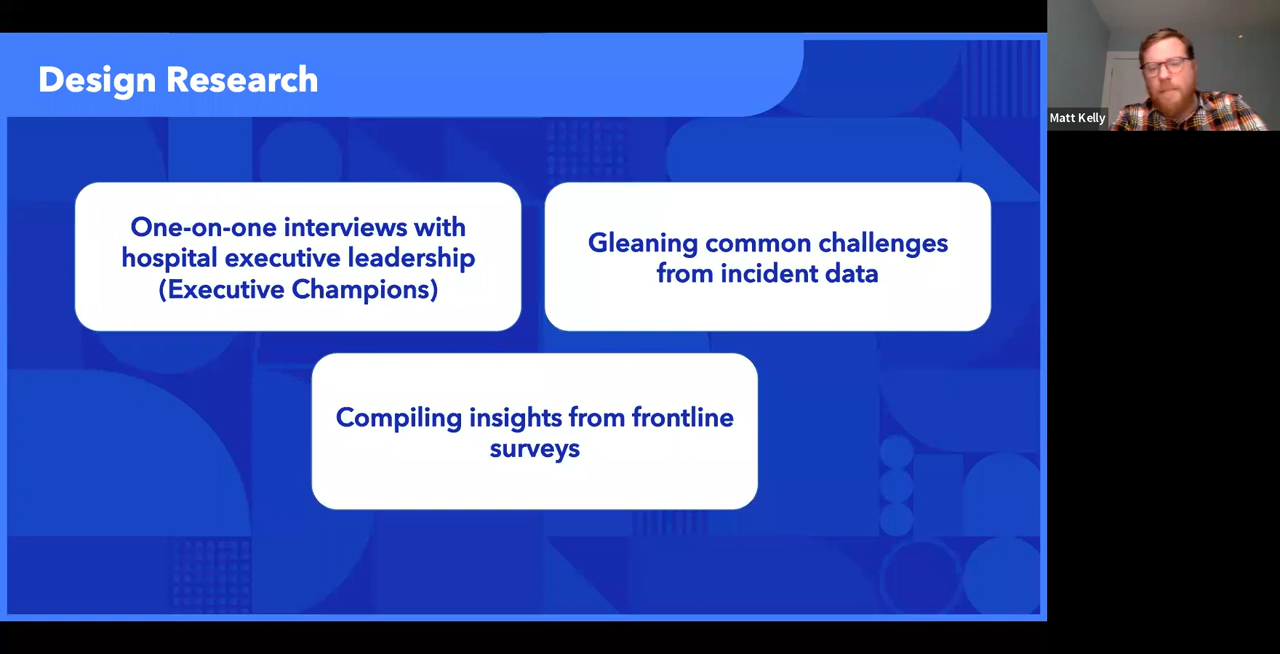 Design Research
Matt Kelly
One-on-one interviews with
hospital executive leadership
(Executive Champions)
Gleaning common challenges
from incident data
Compiling insights from frontline
surveys